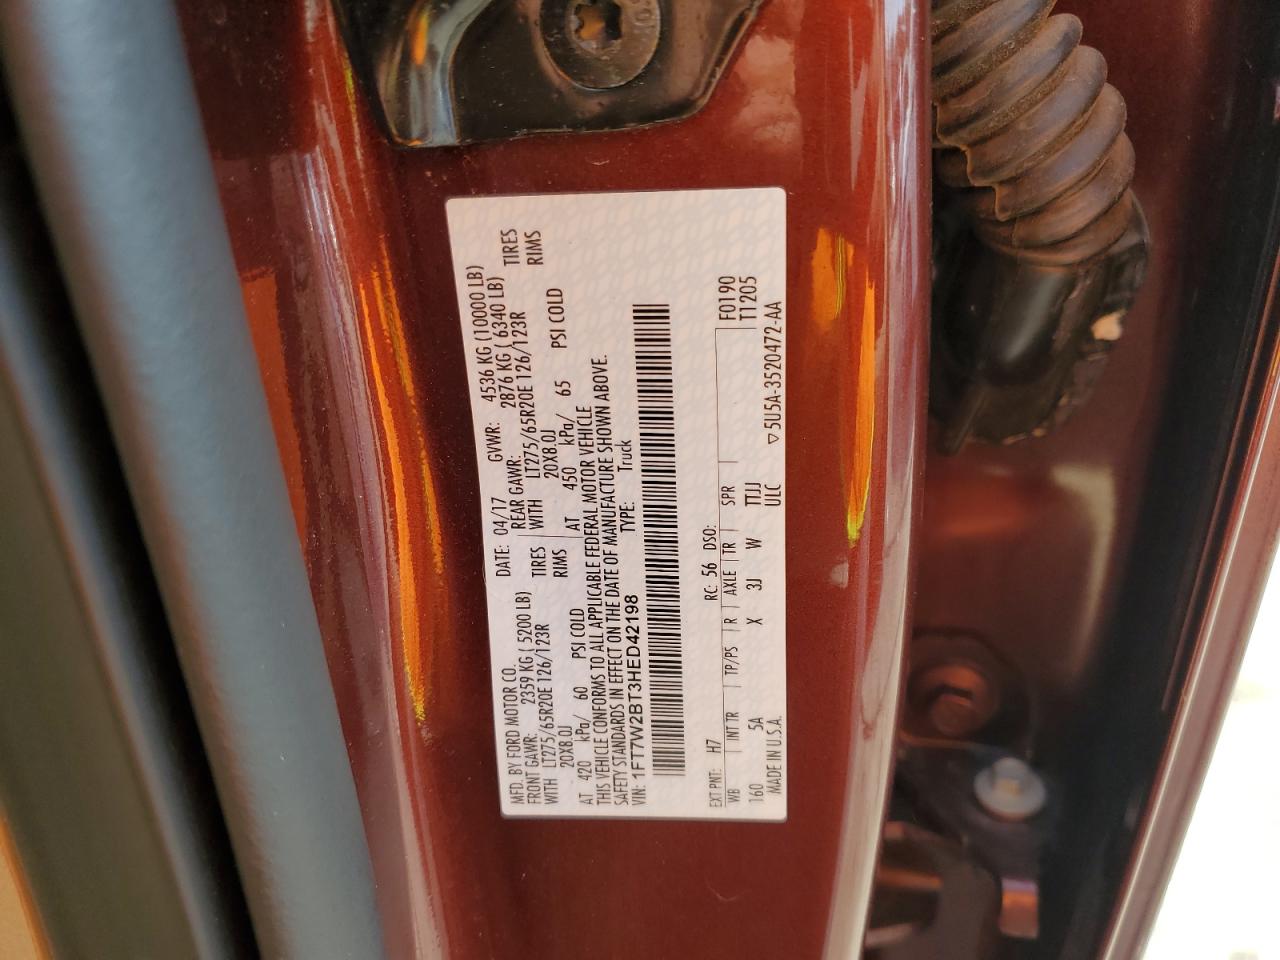 MFD. BY FORD MOTOR CO.
DATE: 04/17 GVWR: 4536 KG (10000 LB)
FRONT GAWR: 2359 KG ( 5200 LB)
REAR GAWR: 2876 KG ( 6340 LB)
WITH LT275/65R20E 126/123R TIRES
WITH LT275/65R20E 126/123R TIRES
20X8.0J RIMS
20X8.0J RIMS
AT 420 kPa/ 60 PSI COLD
AT 450 kPa/ 65 PSI COLD
THIS VEHICLE CONFORMS TO ALL APPLICABLE FEDERAL MOTOR VEHICLE
SAFETY STANDARDS IN EFFECT ON THE DATE OF MANUFACTURE SHOWN ABOVE.
VIN: 1FT7W2BT3HED42198
TYPE: Truck
EXT PNT: H7 RC: 56 DSO: F0190
WB INT TR TP/PS R AXLE TR SPR T1205
160 5A X 3J W T1JJ
MADE IN U.S.A. ULC ▽5U5A-3520472-AA